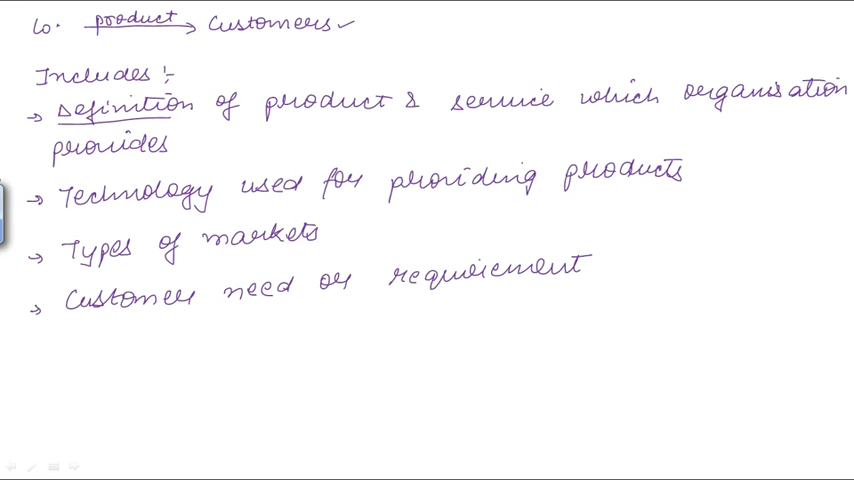 Co. product → Customers ✓
Includes :-
→ Definition of product & service which organisation
provides
→ Technology used for providing products
→ Types of markets
→ Customer need or requirement